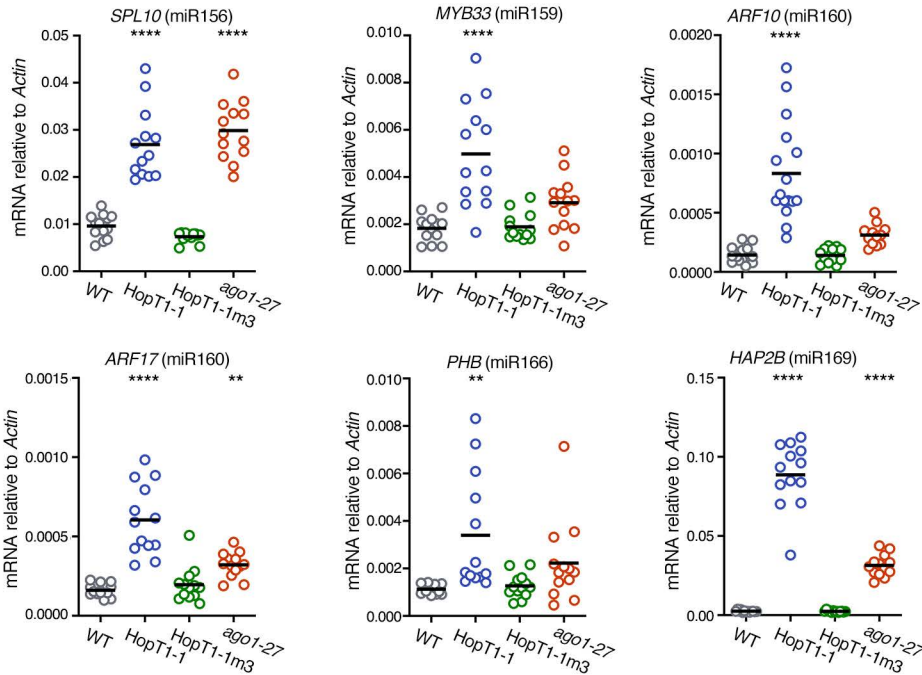 SPL10 (miR156)
****
****
mRNA relative to Actin
0.05
0.04
0.03
0.02
0.01
0.00
WT
HopT1-1
HopT1-1m3
ago1-27
MYB33 (miR159)
****
mRNA relative to Actin
0.010
0.008
0.006
0.004
0.002
0.000
WT
HopT1-1
HopT1-1m3
ago1-27
ARF10 (miR160)
****
mRNA relative to Actin
0.0020
0.0015
0.0010
0.0005
0.0000
WT
HopT1-1
HopT1-1m3
ago1-27
ARF17 (miR160)
****
**
mRNA relative to Actin
0.0015
0.0010
0.0005
0.0000
WT
HopT1-1
HopT1-1m3
ago1-27
PHB (miR166)
**
mRNA relative to Actin
0.010
0.008
0.006
0.004
0.002
0.000
WT
HopT1-1
HopT1-1m3
ago1-27
HAP2B (miR169)
****
****
mRNA relative to Actin
0.15
0.10
0.05
0.00
WT
HopT1-1
HopT1-1m3
ago1-27